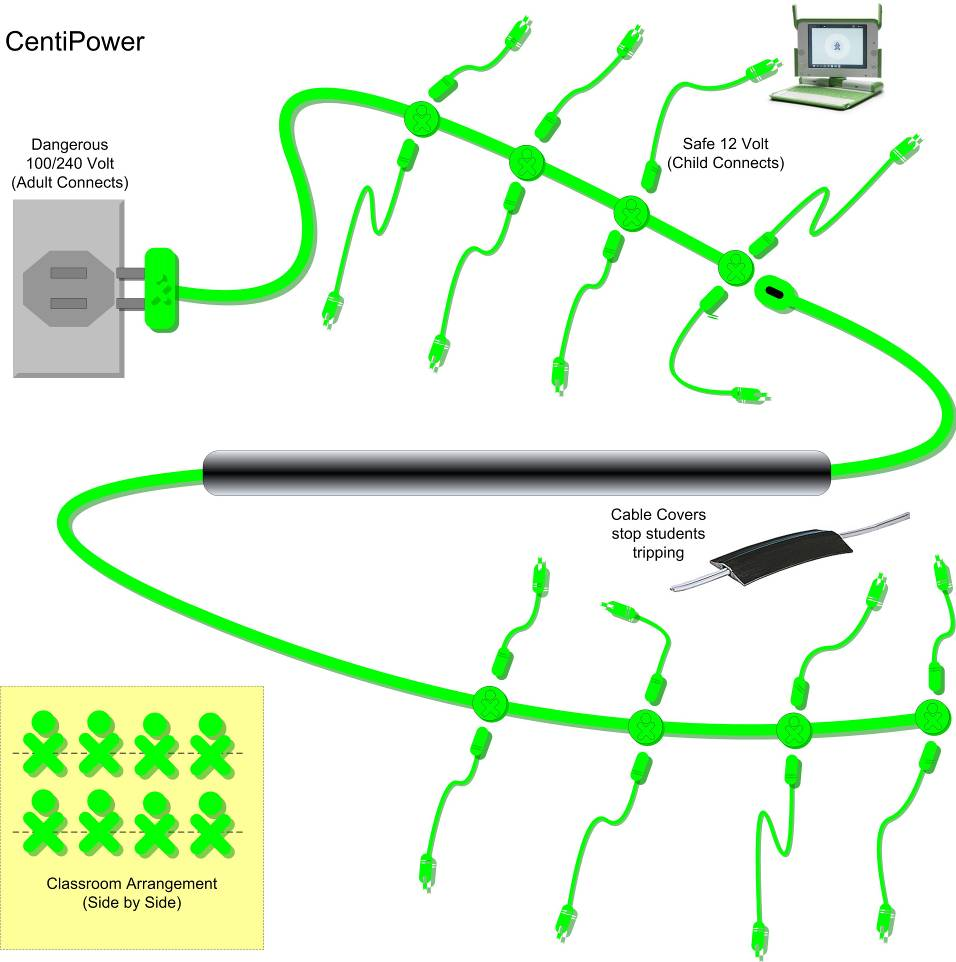 CentiPower
Dangerous
100/240 Volt
(Adult Connects)
Safe 12 Volt
(Child Connects)
Cable Covers
stop students
tripping
Classroom Arrangement
(Side by Side)